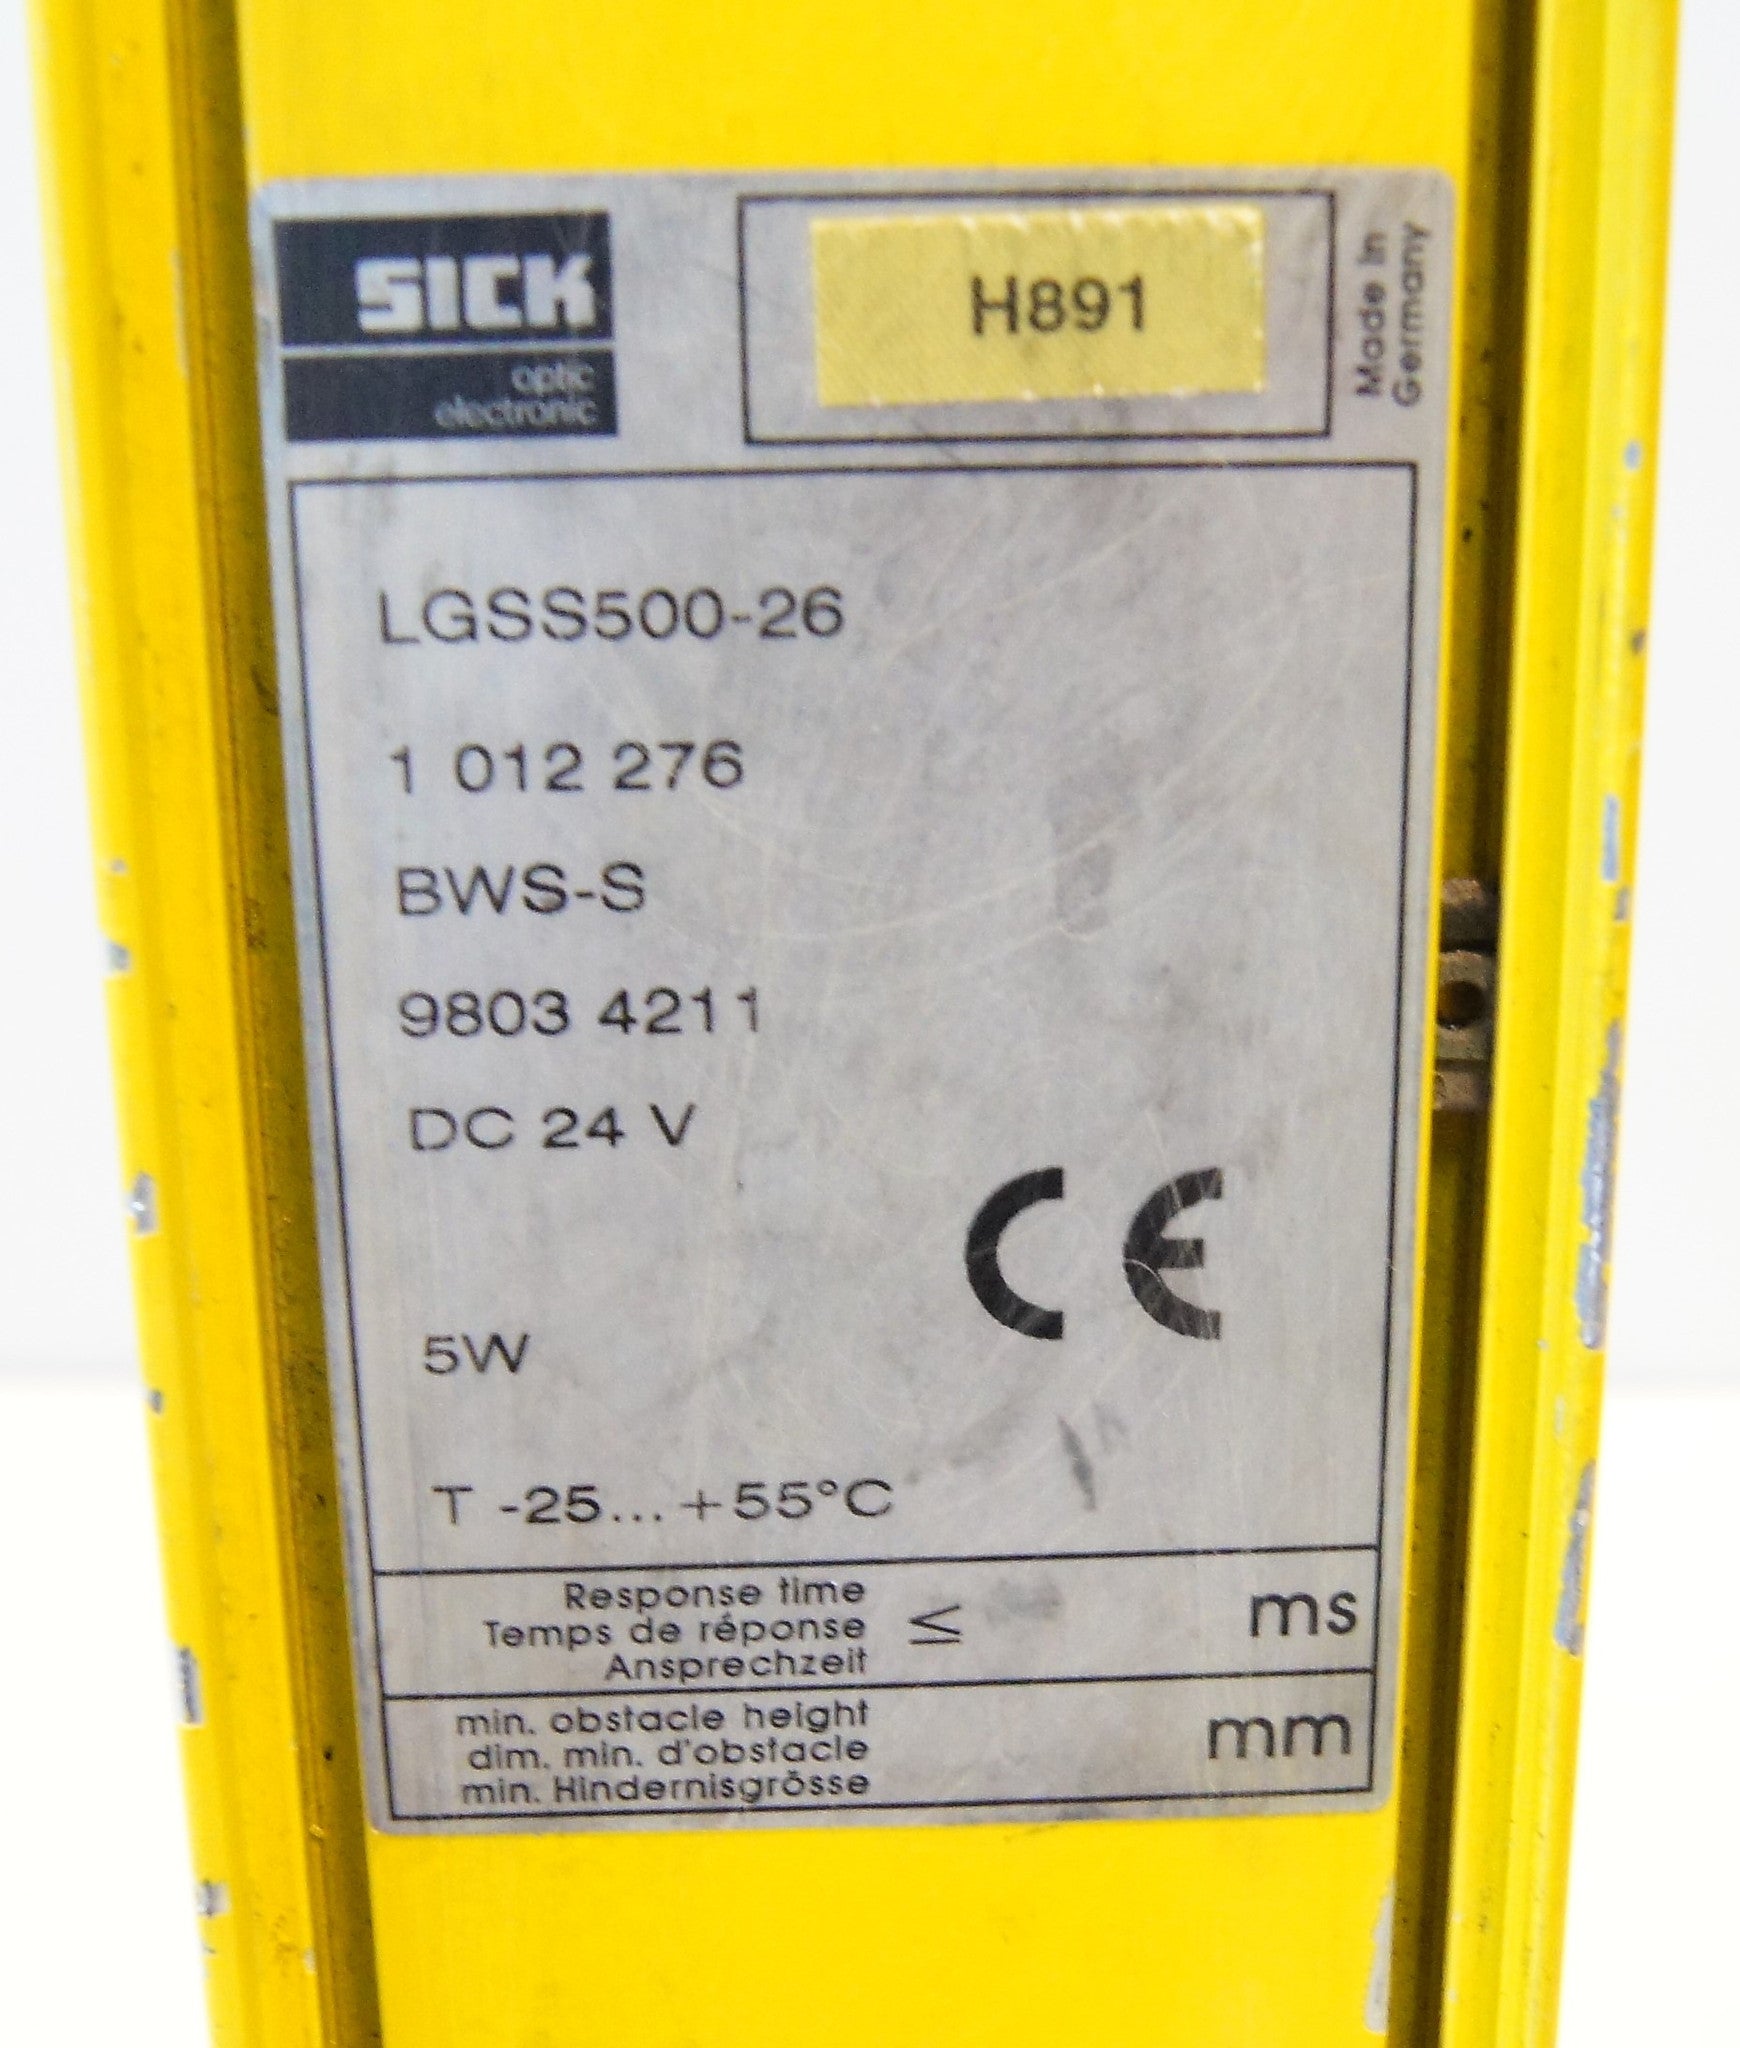 SICK
optic
electronic
H891
Made in
Germany
LGSS500-26
1 012 276
BWS-S
9803 4211
DC 24 V
CE
5W
T -25...+55°C
Response time
Temps de réponse
Ansprechzeit
≤ ms
min. obstacle height
dim. min. d'obstacle
min. Hindernisgrösse
mm